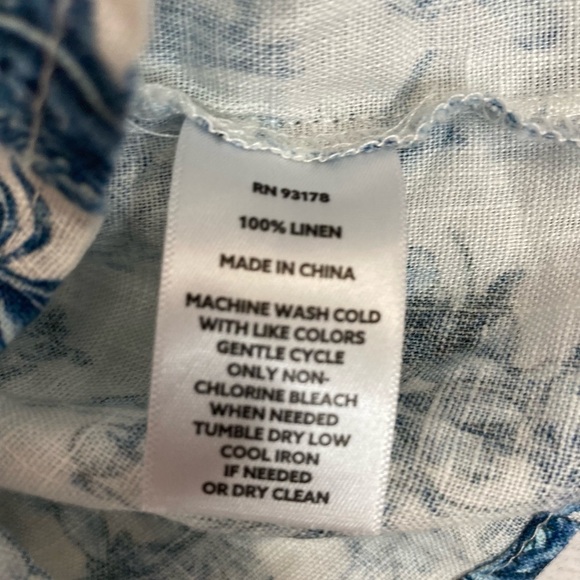 RN 93178
100% LINEN
MADE IN CHINA
MACHINE WASH COLD
WITH LIKE COLORS
GENTLE CYCLE
ONLY NON-
CHLORINE BLEACH
WHEN NEEDED
TUMBLE DRY LOW
COOL IRON
IF NEEDED
OR DRY CLEAN